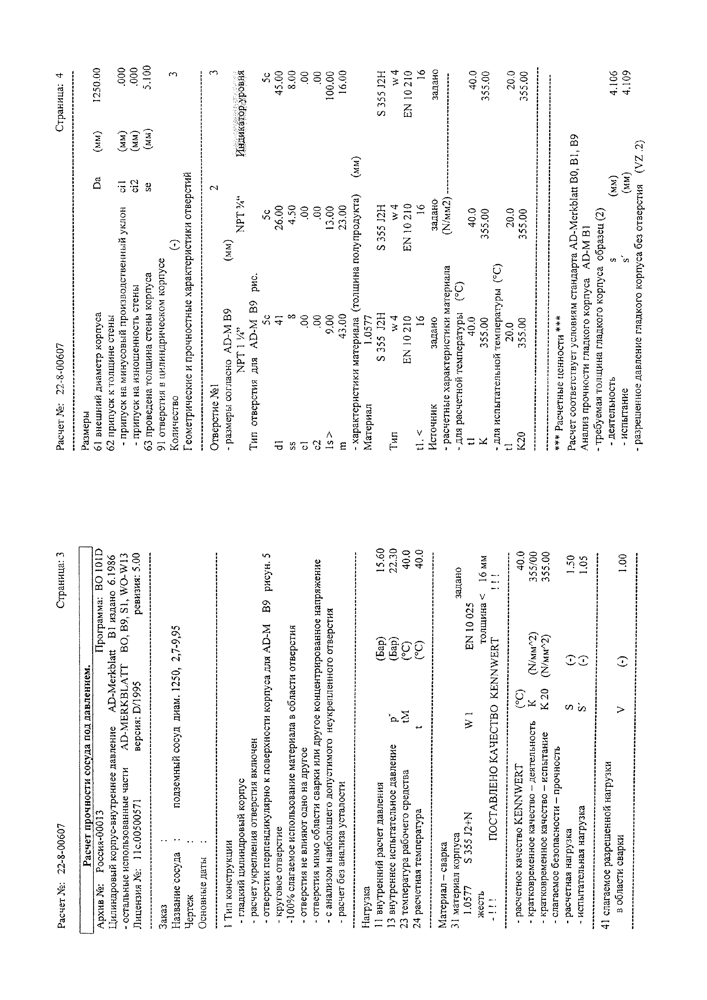 Расчет №: 22-8-00607 Страница: 3
Расчет прочности сосуда под давлением.
Архив №: Россия-00013 Программа: ВО 101D
Цилиндровый корпус-внутреннее давление AD-Merkblatt B1 издано 6.1986
- остальные использованные части AD-MERKBLATT BO, B9, S1, WO-W13
Лицензия №: 11с.00500571 версия: D/1995 ревизия: 5.00
Заказ :
Название сосуда : подземный сосуд диам. 1250, 2,7-9,95
Чертеж :
Основные даты :
1 Тип конструкции
- гладкий цилиндровый корпус
- расчет укрепления отверстия включен
- отверстик перпендикулярно к поверхности корпуса для AD-M B9 рисун. 5
- круговое отверстие
-100% слагаемое использование материала в области отверстия
- отверстия не влияют одно на другое
- отверстия мимо области сварки или другое концентрированное напряжение
- с анализом наибольшего допустимого неукрепленного отверстия
- расчет без анализа усталости
Нагрузка
11 внутренний расчет давления (Бар) 15.60
13 внутреннее испытательное давление p˘ (Бар) 22.30
23 температура рабочего средства tM (°C) 40.0
24 расчетная температура t (°C) 40.0
Материал – сварка
31 материал корпуса задано
1.0577 S 355 J2+N W 1 EN 10 025
жесть толщина < 16 мм
- ! ! ! ПОСТАВЛЕНО КАЧЕСТВО KENNWERT ! ! !
- расчетное качество KENNWERT (°C) 40.0
- кратковременное качество – деятельность K (N/мм^2) 355/00
- кратковременное качество – испытание K 20 (N/мм^2) 355.00
- слагаемое безопасности – прочность
- расчетная нагрузка S (-) 1.50
- испытательная нагрузка S´ (-) 1.05
41 слагаемое разрешенной нагрузки
в области сварки V (-) 1.00
Расчет №: 22-8-00607 Страница: 4
Размеры
61 внешний диаметр корпуса Da (мм) 1250.00
62 припуск к толщине стены
- припуск на минусовый производственный уклон ci1 (мм) .000
- припуск на изношенность стены ci2 (мм) .000
63 проведена толщина стены корпуса se (мм) 5.100
91 отверстия в цилиндрическом корпусе
Количество (-) 3
Геометрические и прочностные характеристики отверстий
Отверстие №1 2 3
- размеры согласно AD-M B9 (мм)
NPT 1 ¼” NPT ¾“ Индикатор уровня
Тип отверстия для AD-M B9 рис.
5c 5c 5c
d1 41 26.00 45.00
ss 8 4.50 8.00
c1 .00 .00 .00
c2 .00 .00 .00
1s > 9.00 13.00 100.00
m 43.00 23.00 16.00
- характеристики материала (толщина полупродукта) (мм)
Материал 1.0577
S 355 J2H S 355 J2H S 355 J2H
Тип w 4 w 4 w 4
EN 10 210 EN 10 210 EN 10 210
t1. < 16 16 16
Источник задано задано задано
- расчетные характеристики материала (N/мм2)
- для расчетной температуры (°C)
t1 40.0 40.0 40.0
K 355.00 355.00 355.00
- для испытательной температуры (°C)
t1 20.0 20.0 20.0
K20 355.00 355.00 355.00
*** Расчетные ценности ***
Расчет соответствует условиям стандарта AD-Merkblatt B0, B1, B9
Анализ прочности гладкого корпуса AD-M B1
- требуемая толщина гладкого корпуса образец (2)
- деятельность s (мм) 4.106
- испытание s´ (мм) 4.109
- разрешенное давление гладкого корпуса без отверстия (VZ .2)